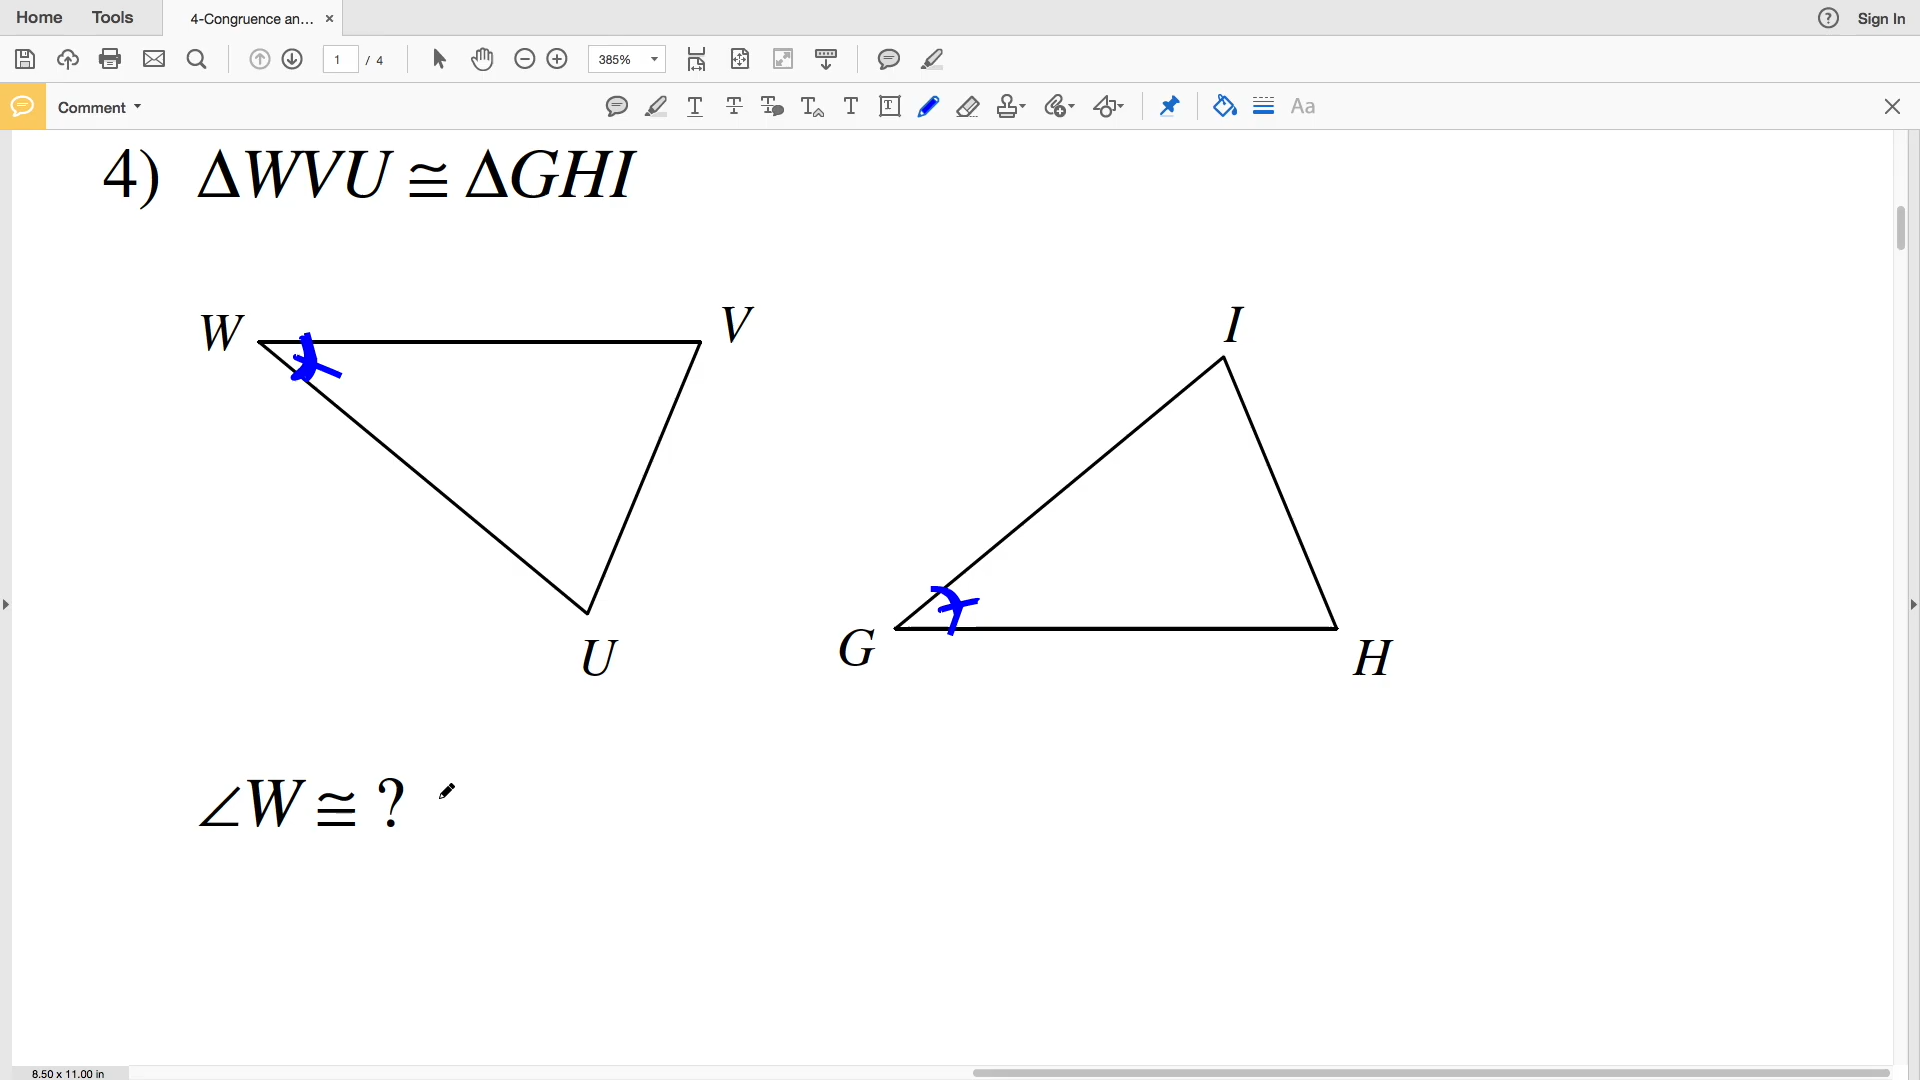 Home Tools 4-Congruence an... × ? Sign In
1 / 4 385%
Comment Aa
4) ΔWVU ≅ ΔGHI
W V I
U G H
∠W ≅ ?
8.50 x 11.00 in